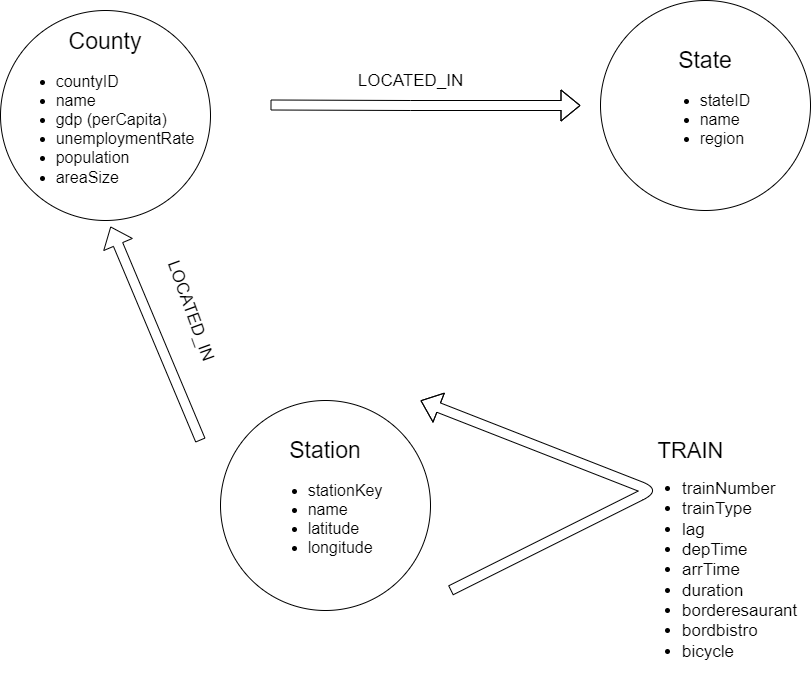 County
countyID
name
gdp (perCapita)
unemploymentRate
population
areaSize
LOCATED_IN
State
stateID
name
region
LOCATED_IN
Station
stationKey
name
latitude
longitude
TRAIN
trainNumber
trainType
lag
depTime
arrTime
duration
borderesaurant
bordbistro
bicycle